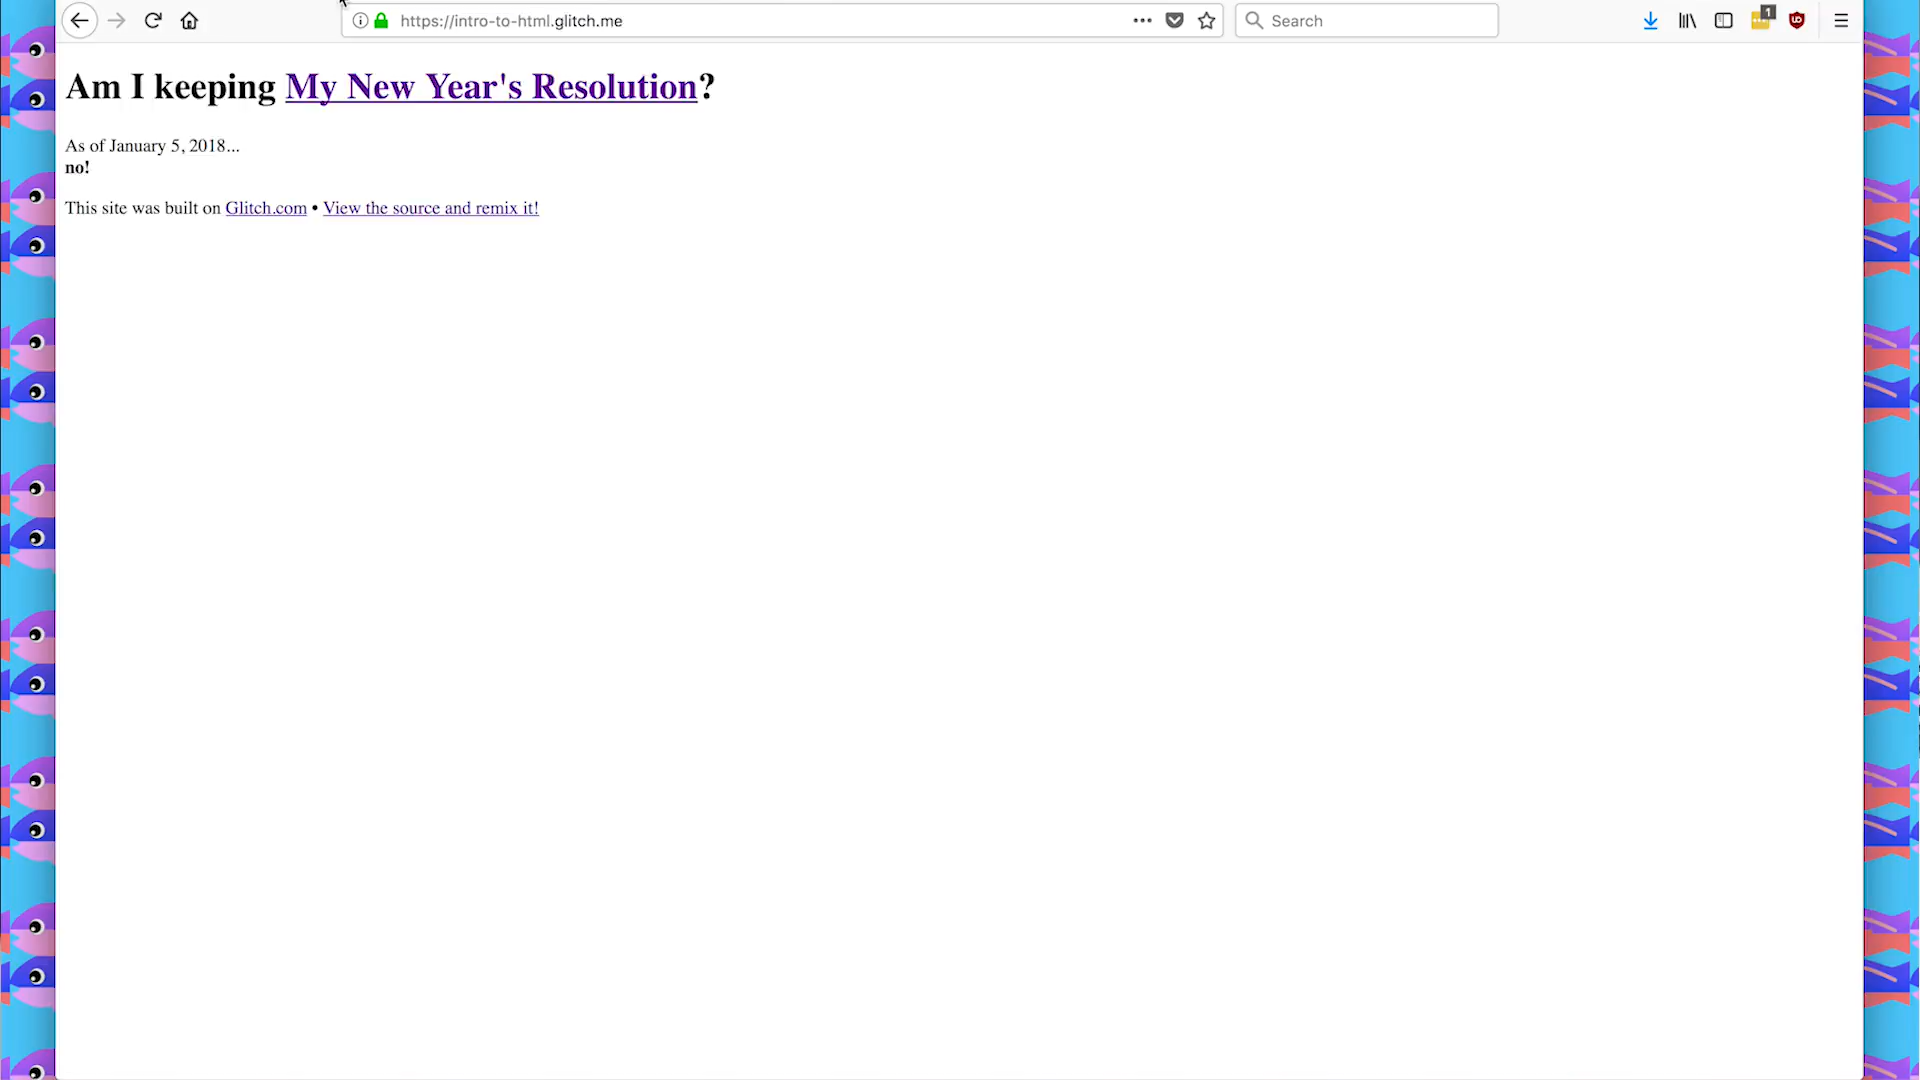 https://intro-to-html.glitch.me
Search
1
Am I keeping My New Year's Resolution?
As of January 5, 2018...
no!
This site was built on Glitch.com • View the source and remix it!